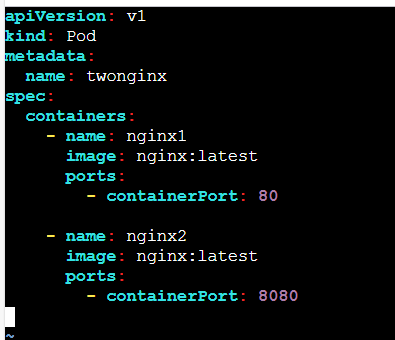 apiVersion: v1
kind: Pod
metadata:
  name: twonginx
spec:
  containers:
    - name: nginx1
      image: nginx:latest
      ports:
        - containerPort: 80

    - name: nginx2
      image: nginx:latest
      ports:
        - containerPort: 8080
~